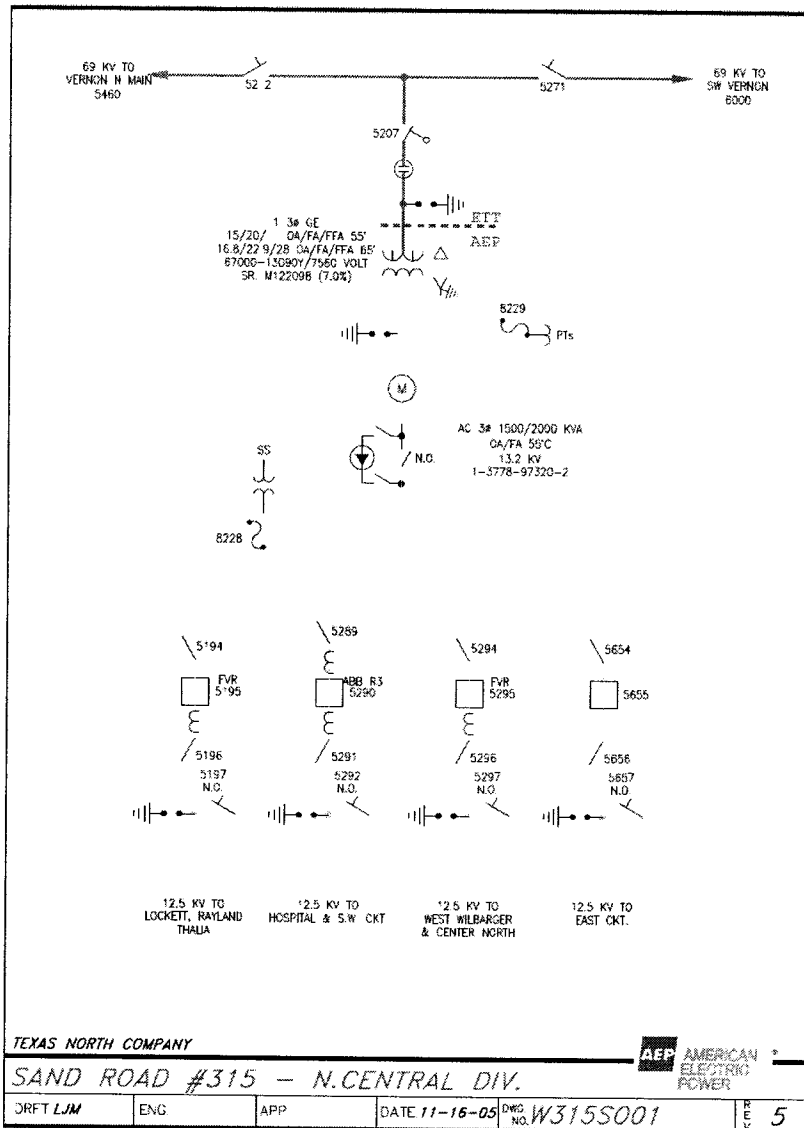 69 KV TO
VERNON N MAIN
5460
52 2
5271
69 KV TO
SW VERNON
6000
5207
ETT
AEP
1 3ø GE
15/20/ OA/FA/FFA 55'
16.8/22 9/28 OA/FA/FFA 65'
67000-13090Y/7560 VOLT
SR. M122098 (7.0%)
8229
PTs
M
AC 3ø 1500/2000 KVA
OA/FA 55'C
13.2 KV
1-3778-97320-2
N.O.
SS
8228
5194
FVR
5195
5196
5197
N.O.
5289
ABB R3
5290
5291
5292
N.O.
5294
FVR
5295
5296
5297
N.O.
5654
5655
5656
5657
N.O.
12.5 KV TO
LOCKETT, RAYLAND
THALIA
12.5 KV TO
HOSPITAL & S.W CKT
12.5 KV TO
WEST WILBARGER
& CENTER NORTH
12.5 KV TO
EAST CKT.
TEXAS NORTH COMPANY
AEP AMERICAN
ELECTRIC
POWER
SAND ROAD #315 - N.CENTRAL DIV.
DRFT LJM ENG APP DATE 11-16-05 DWG. NO. W315S001 REV 5